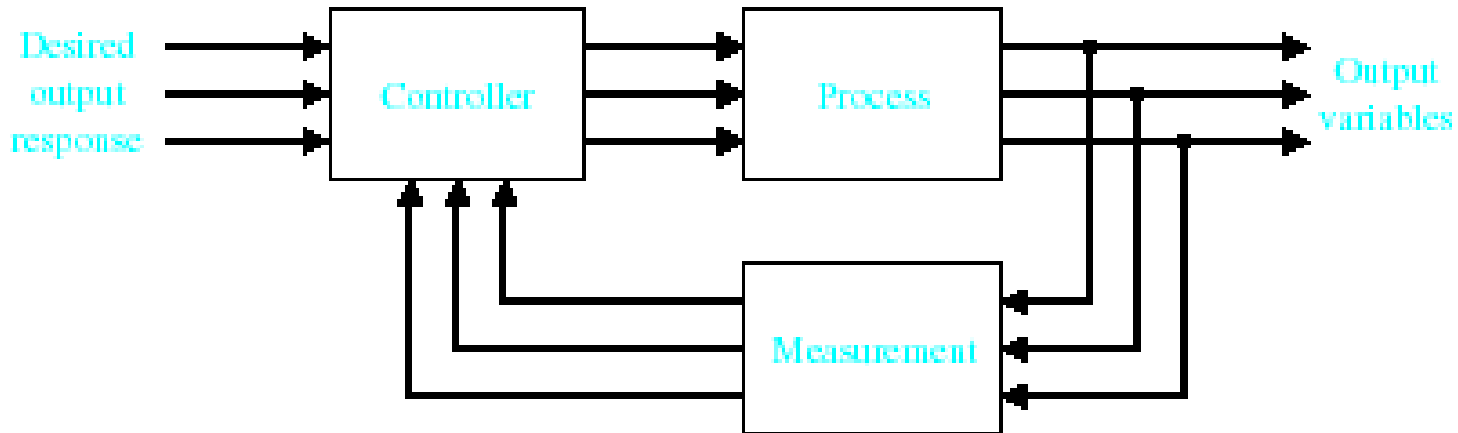 Desired
output
response
Controller
Process
Output
variables
Measurement